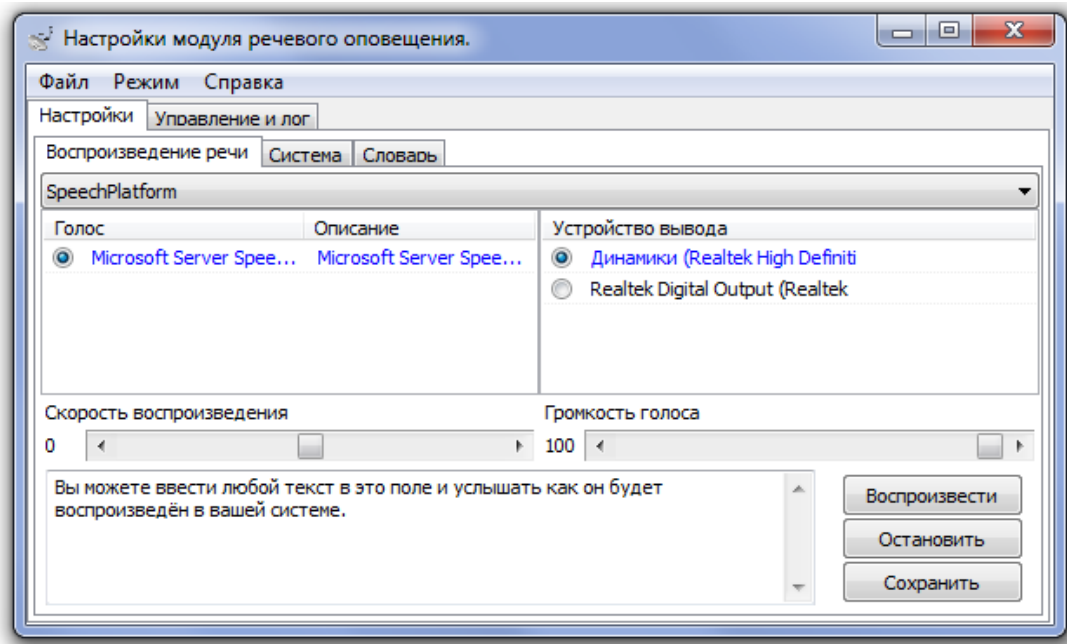 Настройки модуля речевого оповещения.
Файл Режим Справка
Настройки Управление и лог
Воспроизведение речи Система Словарь
SpeechPlatform
Голос Описание Устройство вывода
Microsoft Server Spee... Microsoft Server Spee... Динамики (Realtek High Definiti
Realtek Digital Output (Realtek
Скорость воспроизведения Громкость голоса
0 100
Вы можете ввести любой текст в это поле и услышать как он будет
воспроизведён в вашей системе.
Воспроизвести
Остановить
Сохранить